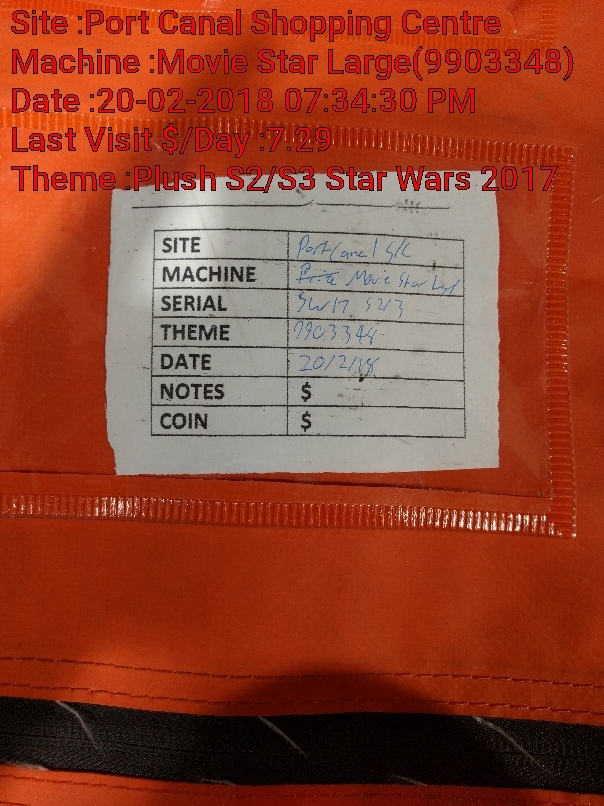 Site :Port Canal Shopping Centre
Machine :Movie Star Large(9903348)
Date :20-02-2018 07:34:30 PM
Last Visit $/Day :7.29
Theme :Plush S2/S3 Star Wars 2017
SITE Port Canal S/C
MACHINE Movie Star
SERIAL SW17 S2/3
THEME 9903348
DATE 20/2/18
NOTES $
COIN $